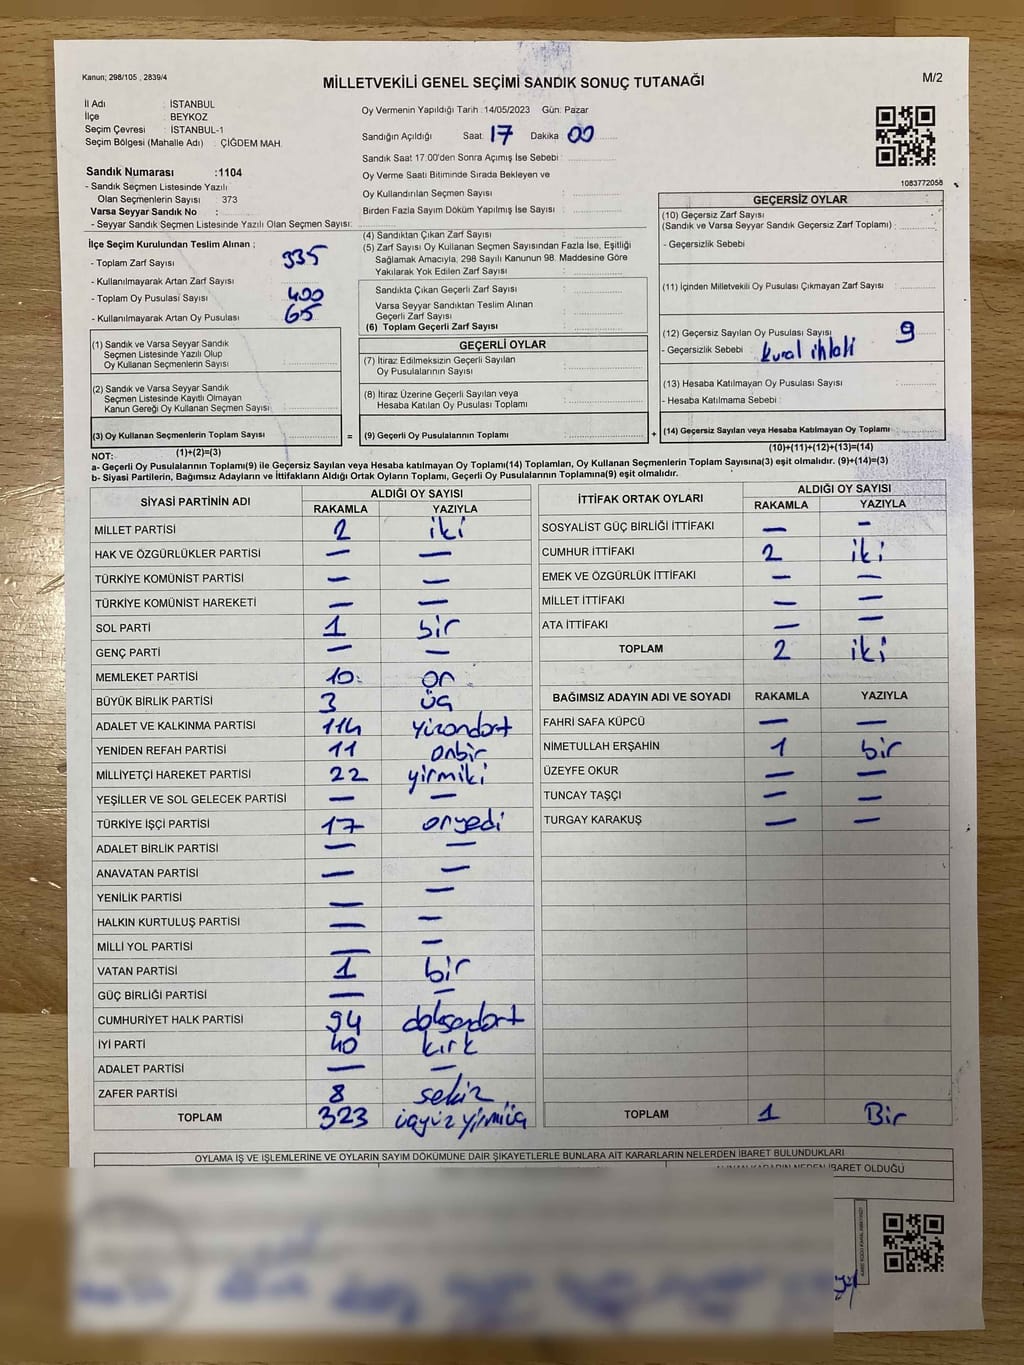 Kanun; 298/105 , 2839/4
MİLLETVEKİLİ GENEL SEÇİMİ SANDIK SONUÇ TUTANAĞI
M/2
İl Adı : İSTANBUL
İlçe : BEYKOZ
Seçim Çevresi : İSTANBUL-1
Seçim Bölgesi (Mahalle Adı) : ÇİĞDEM MAH.
Oy Vermenin Yapıldığı Tarih : 14/05/2023 Gün: Pazar
Sandığın Açıldığı Saat: 17 Dakika 00
Sandık Saat 17.00'den Sonra Açımış İse Sebebi :
Oy Verme Saati Bitiminde Sırada Bekleyen ve
Oy Kullandırılan Seçmen Sayısı :
Birden Fazla Sayım Döküm Yapılmış İse Sayısı :
Sandık Numarası :1104
- Sandık Seçmen Listesinde Yazılı
Olan Seçmenlerin Sayısı : 373
Varsa Seyyar Sandık No :
- Seyyar Sandık Seçmen Listesinde Yazılı Olan Seçmen Sayısı:
1083772058
İlçe Seçim Kurulundan Teslim Alınan ;
- Toplam Zarf Sayısı : 335
- Kullanılmayarak Artan Zarf Sayısı :
- Toplam Oy Pusulası Sayısı : 400
- Kullanılmayarak Artan Oy Pusulası : 65
(4) Sandıktan Çıkan Zarf Sayısı :
(5) Zarf Sayısı Oy Kullanan Seçmen Sayısından Fazla İse, Eşitliği
Sağlamak Amacıyla, 298 Sayılı Kanunun 98. Maddesine Göre
Yakılarak Yok Edilen Zarf Sayısı :
Sandıkta Çıkan Geçerli Zarf Sayısı :
Varsa Seyyar Sandıktan Teslim Alınan
Geçerli Zarf Sayısı :
(6) Toplam Geçerli Zarf Sayısı :
GEÇERSİZ OYLAR
(10) Geçersiz Zarf Sayısı
(Sandık ve Varsa Seyyar Sandık Geçersiz Zarf Toplamı) :
- Geçersizlik Sebebi :
(11) İçinden Milletvekili Oy Pusulası Çıkmayan Zarf Sayısı :
(12) Geçersiz Sayılan Oy Pusulası Sayısı : 9
- Geçersizlik Sebebi : kural ihlali
(13) Hesaba Katılmayan Oy Pusulası Sayısı :
- Hesaba Katılmama Sebebi :
(14) Geçersiz Sayılan veya Hesaba Katılmayan Oy Toplamı :
(10)+(11)+(12)+(13)=(14)
(1) Sandık ve Varsa Seyyar Sandık
Seçmen Listesinde Yazılı Olup
Oy Kullanan Seçmenlerin Sayısı :
(2) Sandık ve Varsa Seyyar Sandık
Seçmen Listesinde Kayıtlı Olmayan
Kanun Gereği Oy Kullanan Seçmen Sayısı :
(3) Oy Kullanan Seçmenlerin Toplam Sayısı :
(1)+(2)=(3)
=
GEÇERLİ OYLAR
(7) İtiraz Edilmeksizin Geçerli Sayılan
Oy Pusulalarının Sayısı :
(8) İtiraz Üzerine Geçerli Sayılan veya
Hesaba Katılan Oy Pusulası Toplamı :
(9) Geçerli Oy Pusulalarının Toplamı :
+
NOT:
a- Geçerli Oy Pusulaları Toplamı(9) ile Geçersiz Sayılan veya Hesaba katılmayan Oy Toplamı(14) Toplamları, Oy Kullanan Seçmenlerin Toplam Sayısına(3) eşit olmalıdır. (9)+(14)=(3)
b- Siyasi Partilerin, Bağımsız Adayların ve İttifakların Aldığı Ortak Oyların Toplamı, Geçerli Oy Pusulalarının Toplamına(9) eşit olmalıdır.
SİYASİ PARTİNİN ADI ALDIĞI OY SAYISI
RAKAMLA YAZIYLA
MİLLET PARTİSİ 2 iki
HAK VE ÖZGÜRLÜKLER PARTİSİ — —
TÜRKİYE KOMÜNİST PARTİSİ — —
TÜRKİYE KOMÜNİST HAREKETİ — —
SOL PARTİ 1 bir
GENÇ PARTİ — —
MEMLEKET PARTİSİ 10 on
BÜYÜK BİRLİK PARTİSİ 3 üç
ADALET VE KALKINMA PARTİSİ 114 yüzondört
YENİDEN REFAH PARTİSİ 11 onbir
MİLLİYETÇİ HAREKET PARTİSİ 22 yirmiki
YEŞİLLER VE SOL GELECEK PARTİSİ — —
TÜRKİYE İŞÇİ PARTİSİ 17 onyedi
ADALET BİRLİK PARTİSİ — —
ANAVATAN PARTİSİ — —
YENİLİK PARTİSİ — —
HALKIN KURTULUŞ PARTİSİ — —
MİLLİ YOL PARTİSİ — —
VATAN PARTİSİ 1 bir
GÜÇ BİRLİĞİ PARTİSİ — —
CUMHURİYET HALK PARTİSİ 94 doksandört
İYİ PARTİ 40 kırk
ADALET PARTİSİ — —
ZAFER PARTİSİ 8 sekiz
TOPLAM 323 üçyüzyirmiüç
İTTİFAK ORTAK OYLARI ALDIĞI OY SAYISI
RAKAMLA YAZIYLA
SOSYALİST GÜÇ BİRLİĞİ İTTİFAKI — —
CUMHUR İTTİFAKI 2 iki
EMEK VE ÖZGÜRLÜK İTTİFAKI — —
MİLLET İTTİFAKI — —
ATA İTTİFAKI — —
TOPLAM 2 iki
BAĞIMSIZ ADAYIN ADI VE SOYADI RAKAMLA YAZIYLA
FAHRİ SAFA KÜPCÜ — —
NİMETULLAH ERŞAHİN 1 bir
ÜZEYFE OKUR — —
TUNCAY TAŞÇI — —
TURGAY KARAKUŞ — —
TOPLAM 1 Bir
OYLAMA İŞ VE İŞLEMLERİNE VE OYLARIN SAYIM DÖKÜMÜNE DAİR ŞİKAYETLERLE BUNLARA AİT KARARLARIN NELERDEN İBARET BULUNDUKLARI
ALINAN KARARIN NEDEN İBARET OLDUĞU